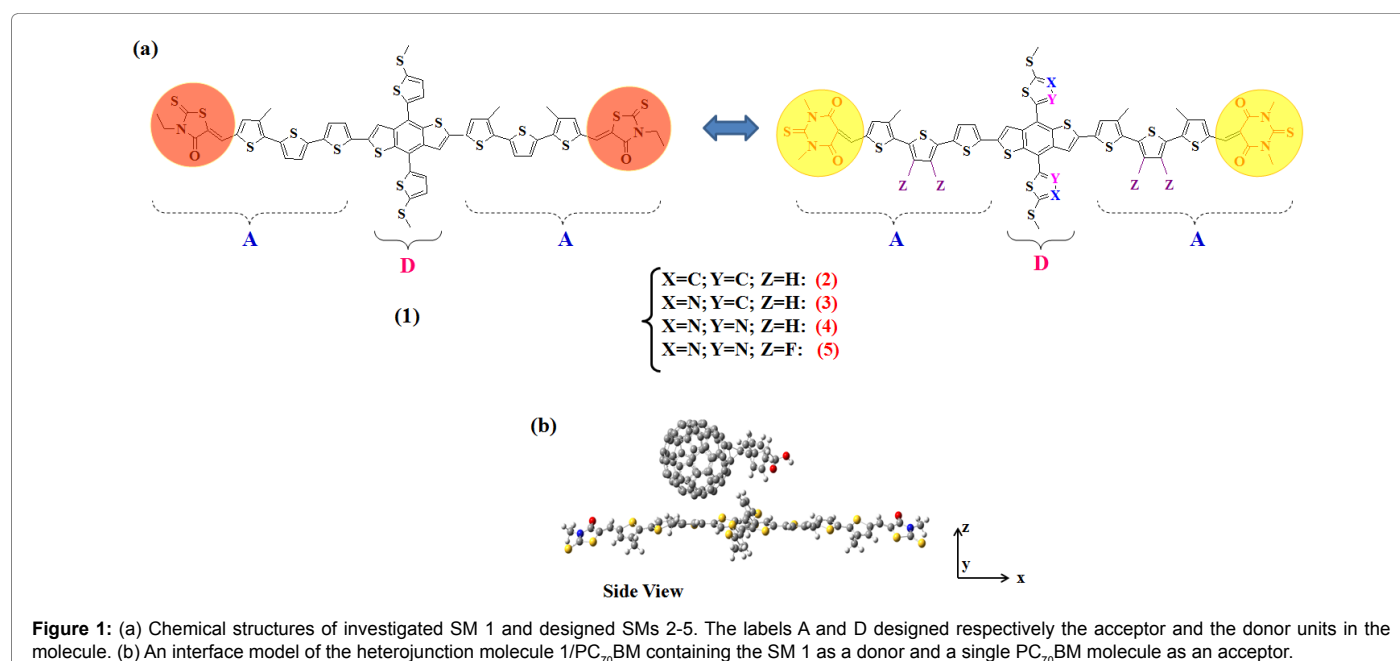 (a)
S
S
S
S
N
O
S
S
S
S
S
S
S
S
S
S
S
S
S
N
O
A
D
A
(1)
S
S
X
Y
O
N
S
N
O
S
S
S
S
S
S
S
S
Z
Z
Z
Z
S
Y
X
S
O
N
S
N
O
A
D
A
X=C; Y=C; Z=H: (2)
X=N; Y=C; Z=H: (3)
X=N; Y=N; Z=H: (4)
X=N; Y=N; Z=F: (5)
(b)
Side View
z
y
x
Figure 1: (a) Chemical structures of investigated SM 1 and designed SMs 2-5. The labels A and D designed respectively the acceptor and the donor units in the
molecule. (b) An interface model of the heterojunction molecule 1/PC70BM containing the SM 1 as a donor and a single PC70BM molecule as an acceptor.